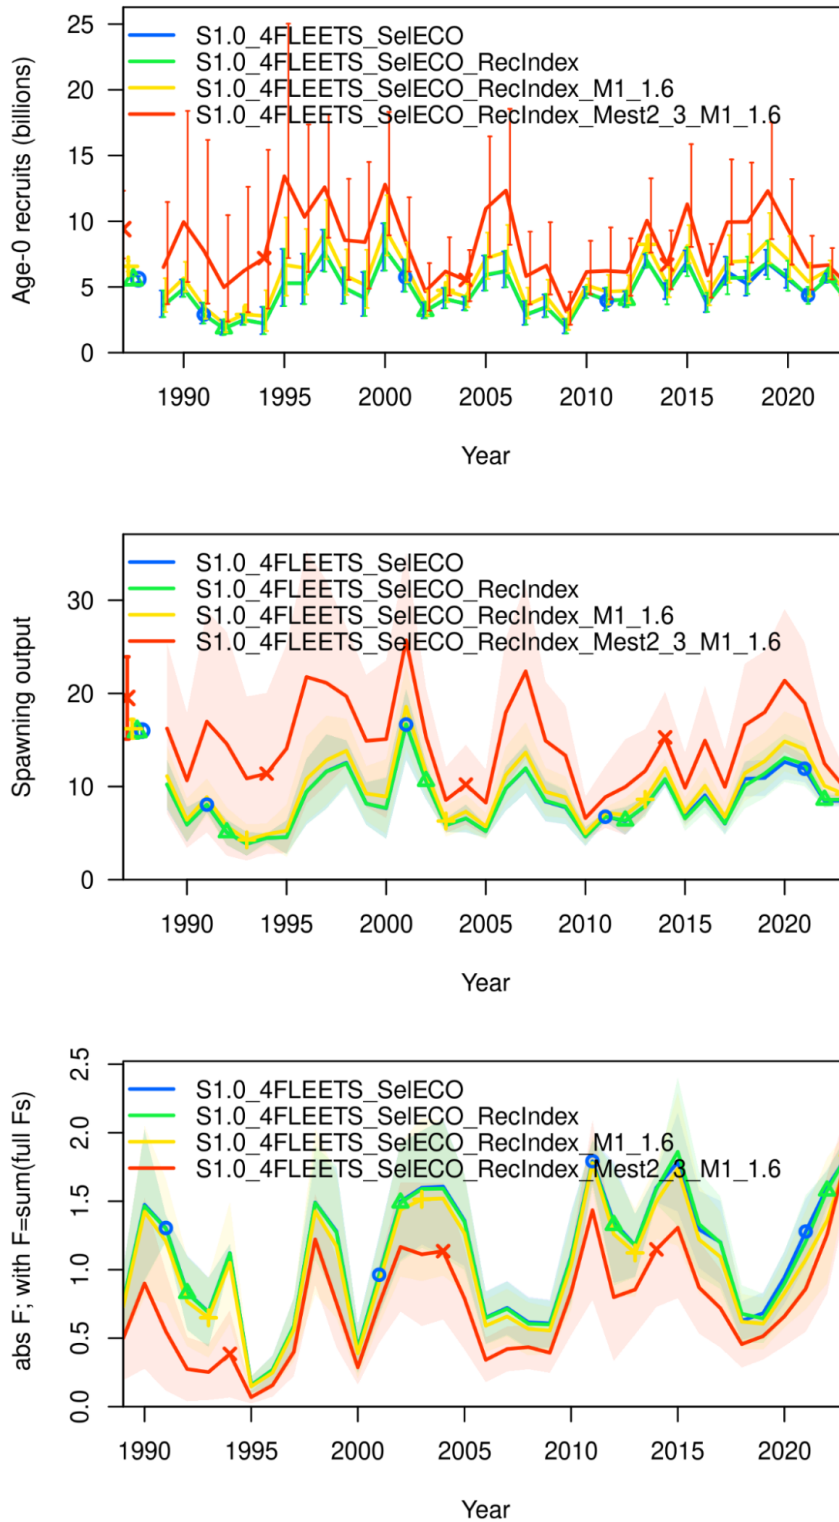 Age-0 recruits (billions)
25
20
15
10
5
0
S1.0_4FLEETS_SelECO
S1.0_4FLEETS_SelECO_RecIndex
S1.0_4FLEETS_SelECO_RecIndex_M1_1.6
S1.0_4FLEETS_SelECO_RecIndex_Mest2_3_M1_1.6
1990 1995 2000 2005 2010 2015 2020
Year
Spawning output
30
20
10
0
S1.0_4FLEETS_SelECO
S1.0_4FLEETS_SelECO_RecIndex
S1.0_4FLEETS_SelECO_RecIndex_M1_1.6
S1.0_4FLEETS_SelECO_RecIndex_Mest2_3_M1_1.6
1990 1995 2000 2005 2010 2015 2020
Year
abs F; with F=sum(full Fs)
2.5
2.0
1.5
1.0
0.5
0.0
S1.0_4FLEETS_SelECO
S1.0_4FLEETS_SelECO_RecIndex
S1.0_4FLEETS_SelECO_RecIndex_M1_1.6
S1.0_4FLEETS_SelECO_RecIndex_Mest2_3_M1_1.6
1990 1995 2000 2005 2010 2015 2020
Year